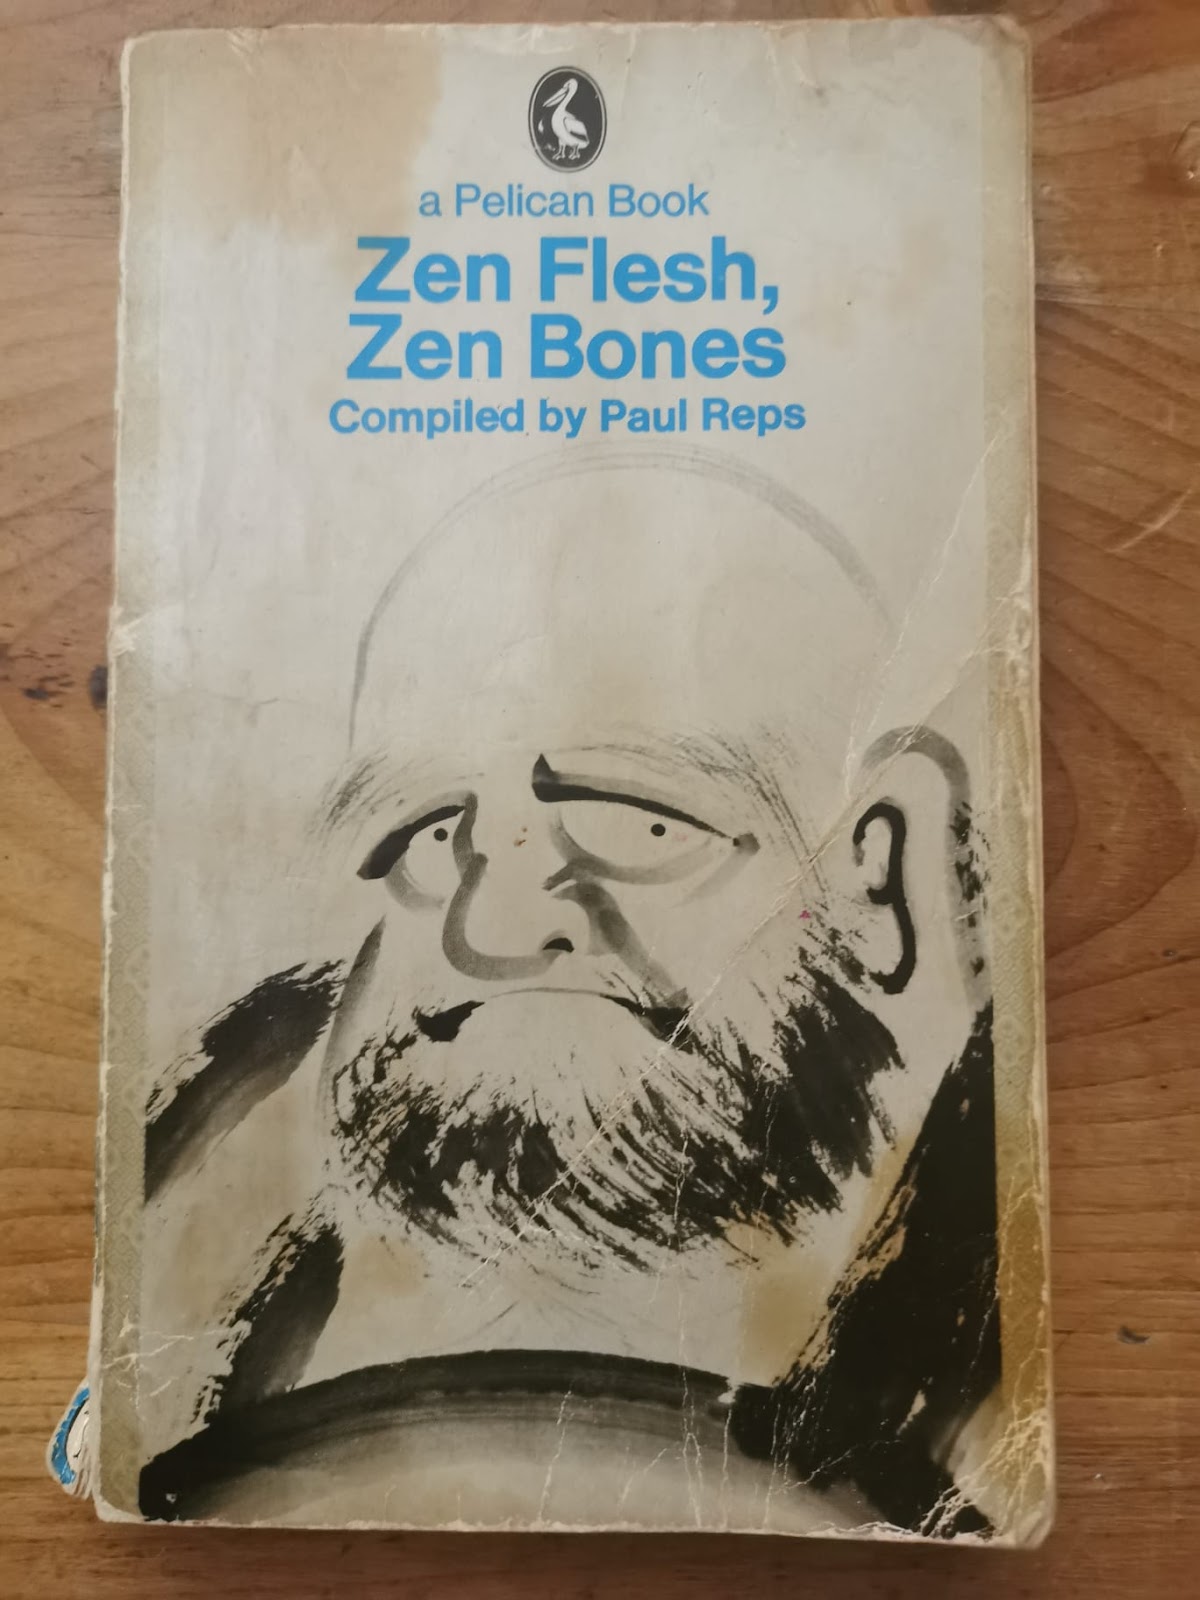 a Pelican Book
Zen Flesh,
Zen Bones
Compiled by Paul Reps